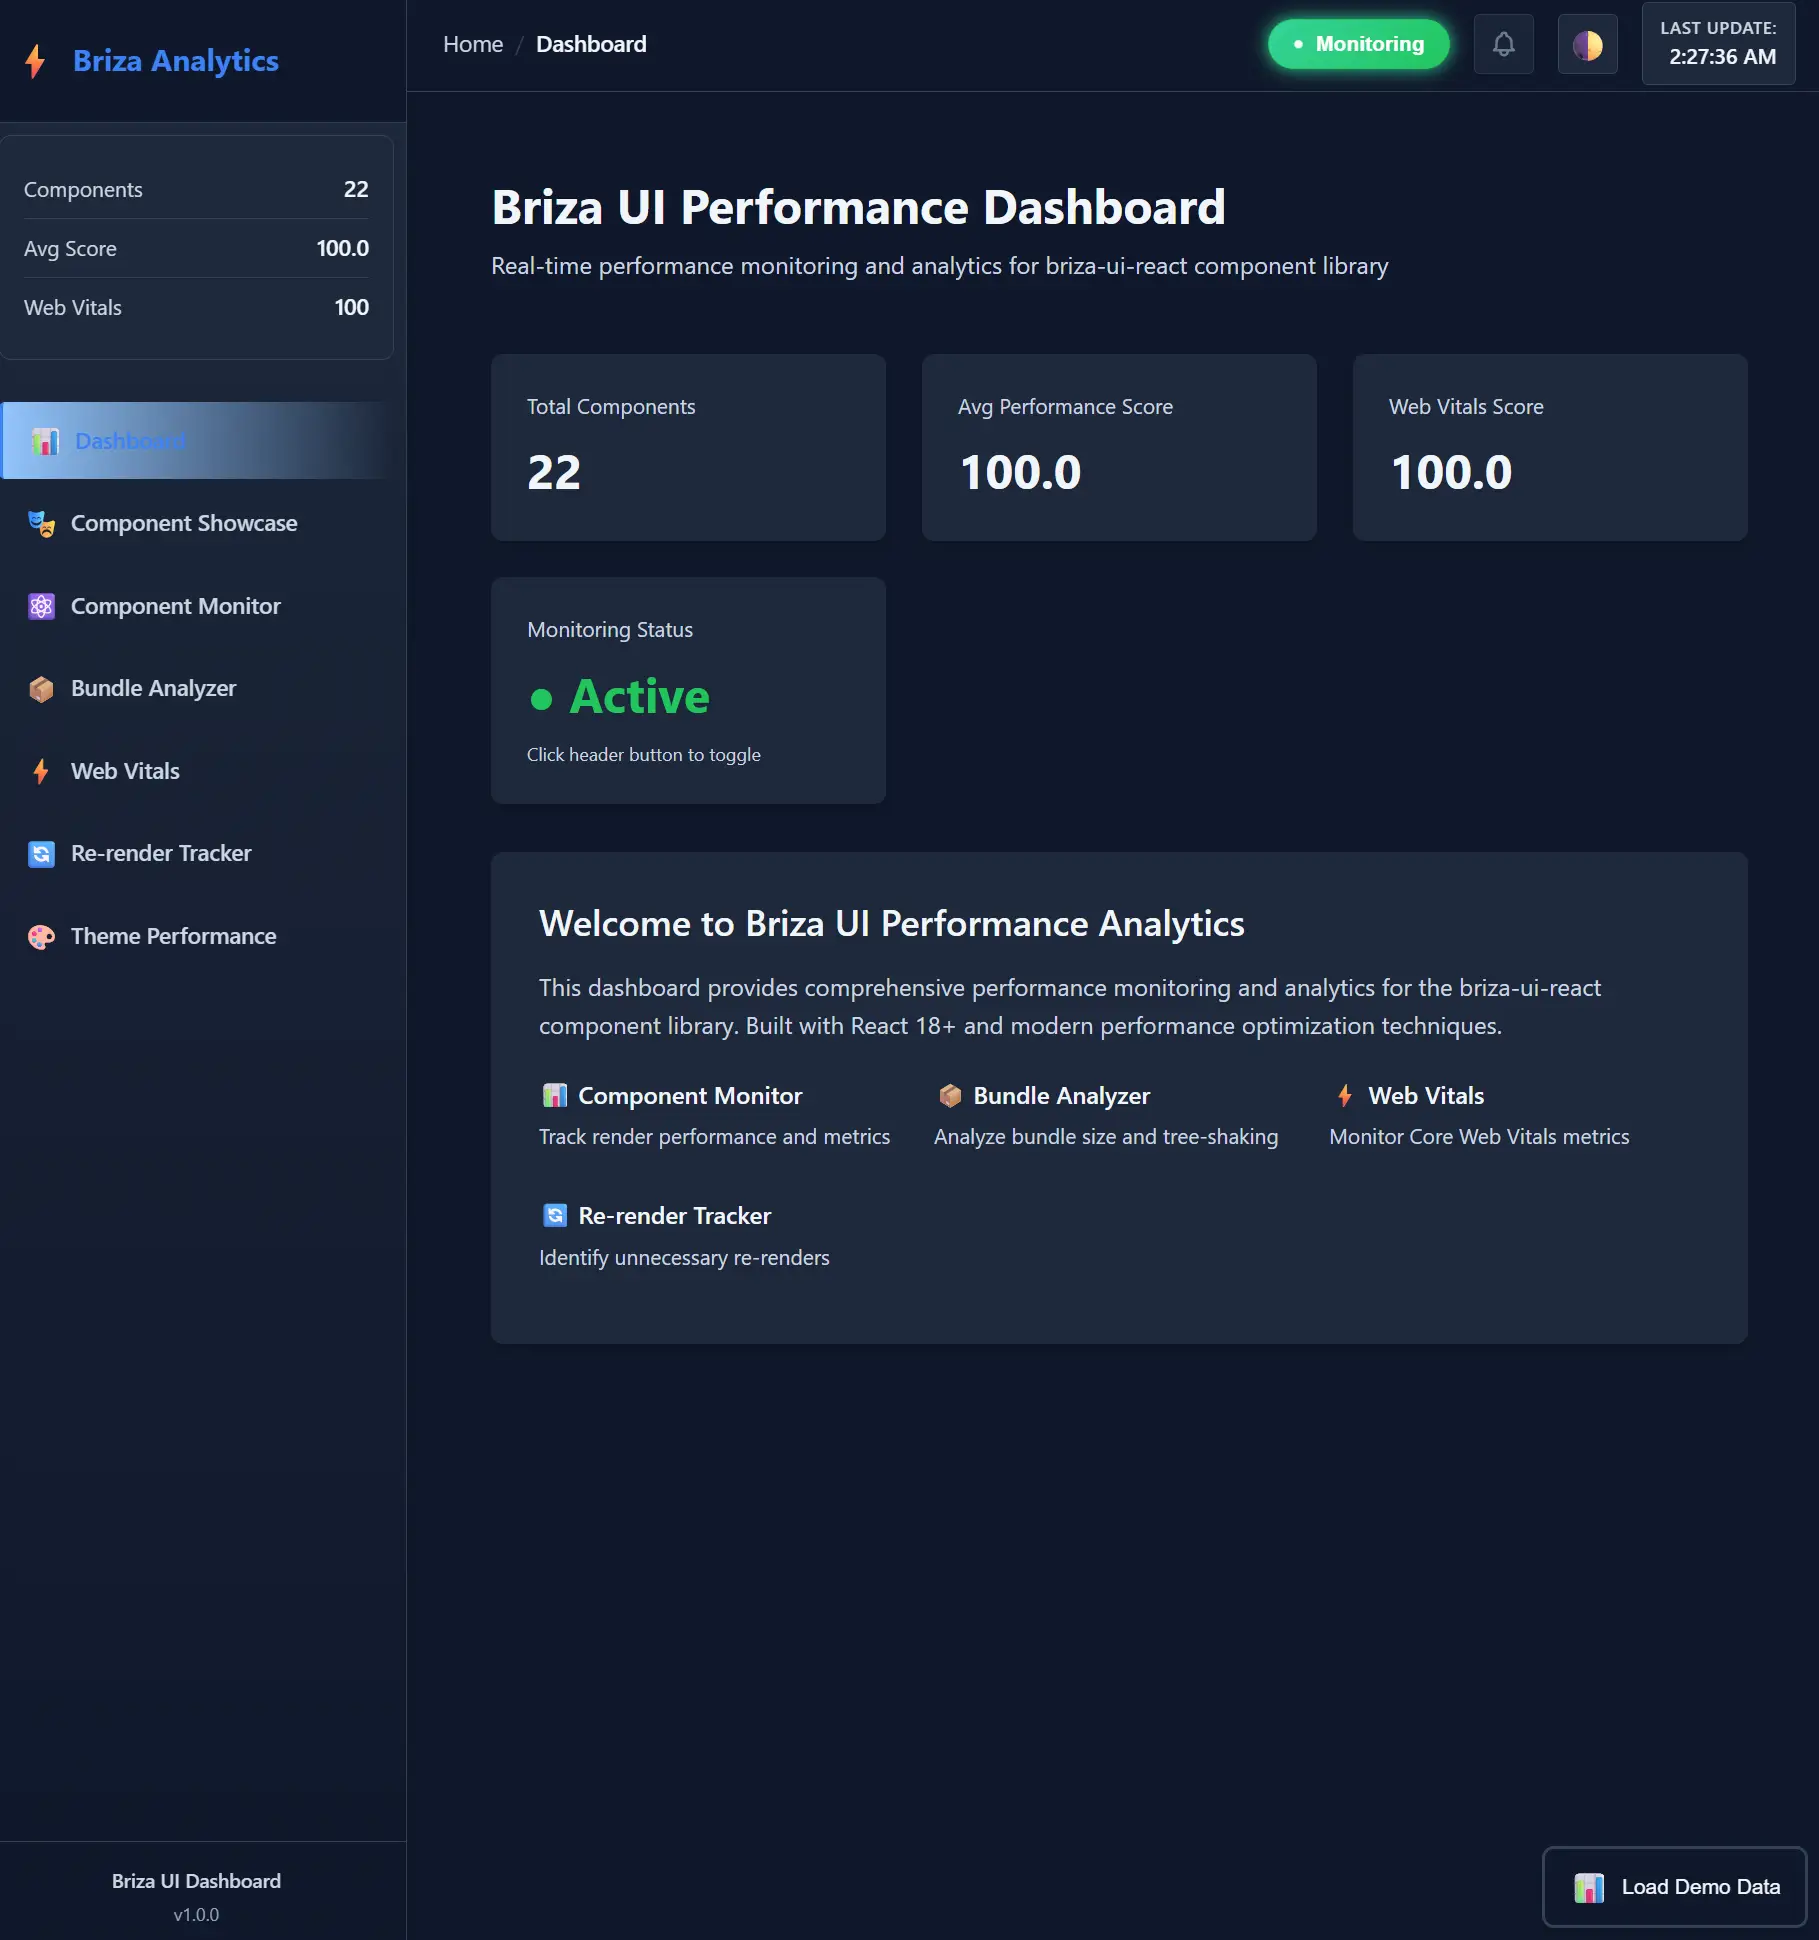 Briza Analytics
Home / Dashboard
Monitoring
LAST UPDATE:
2:27:36 AM
Components 22
Avg Score 100.0
Web Vitals 100
Dashboard
Component Showcase
Component Monitor
Bundle Analyzer
Web Vitals
Re-render Tracker
Theme Performance
Briza UI Dashboard
v1.0.0
Briza UI Performance Dashboard
Real-time performance monitoring and analytics for briza-ui-react component library
Total Components
22
Avg Performance Score
100.0
Web Vitals Score
100.0
Monitoring Status
● Active
Click header button to toggle
Welcome to Briza UI Performance Analytics
This dashboard provides comprehensive performance monitoring and analytics for the briza-ui-react
component library. Built with React 18+ and modern performance optimization techniques.
Component Monitor
Track render performance and metrics
Bundle Analyzer
Analyze bundle size and tree-shaking
Web Vitals
Monitor Core Web Vitals metrics
Re-render Tracker
Identify unnecessary re-renders
Load Demo Data